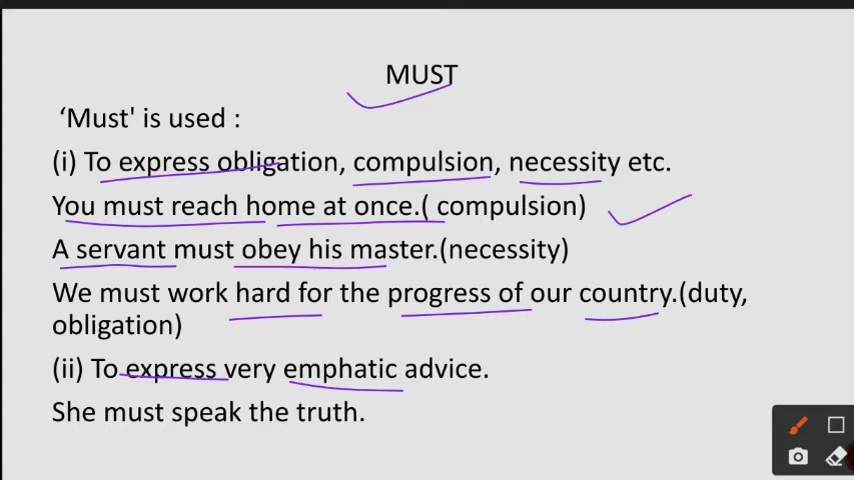 MUST
‘Must' is used :
(i) To express obligation, compulsion, necessity etc.
You must reach home at once.( compulsion)
A servant must obey his master.(necessity)
We must work hard for the progress of our country.(duty,
obligation)
(ii) To express very emphatic advice.
She must speak the truth.